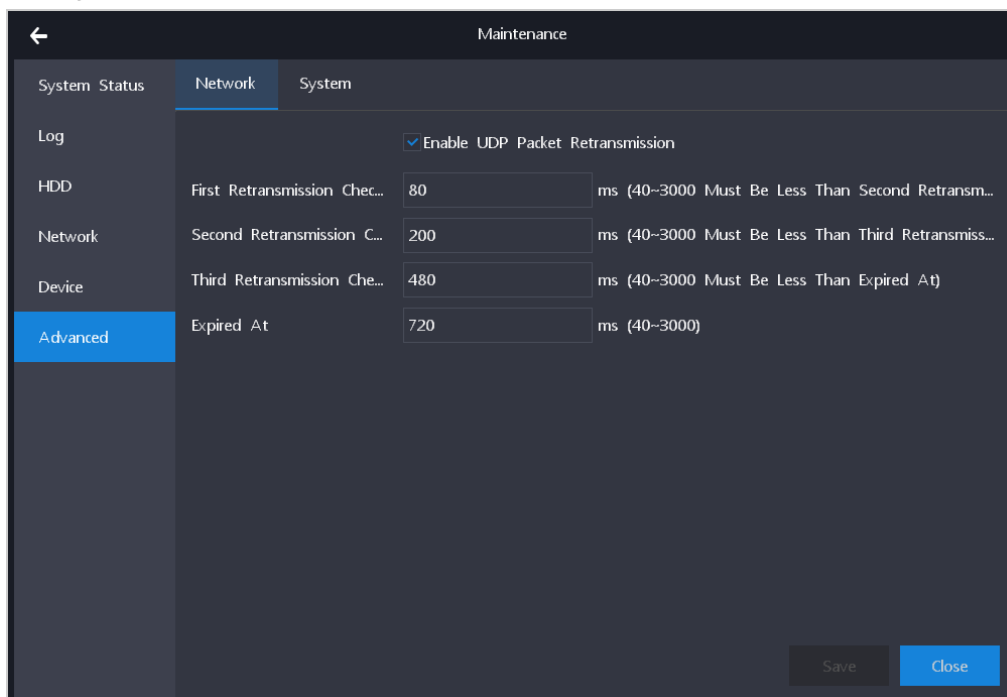 Maintenance
System Status
Network System
Log
Enable UDP Packet Retransmission
HDD
First Retransmission Chec... 80 ms (40~3000 Must Be Less Than Second Retransm...
Network
Second Retransmission C... 200 ms (40~3000 Must Be Less Than Third Retransmiss...
Device
Third Retransmission Che... 480 ms (40~3000 Must Be Less Than Expired At)
Advanced
Expired At 720 ms (40~3000)
Save Close